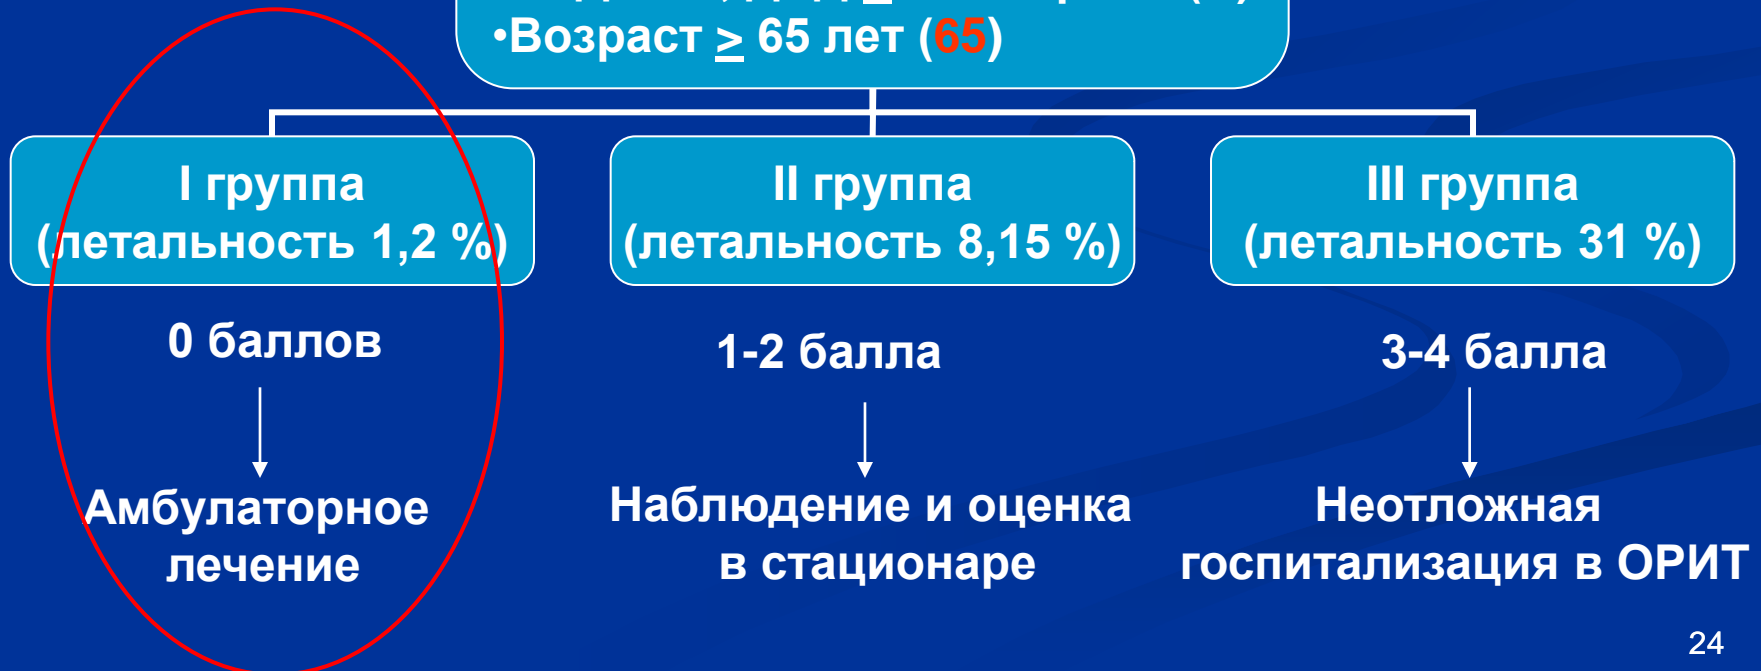 •Возраст ≥ 65 лет (65)
I группа
(летальность 1,2 %)
II группа
(летальность 8,15 %)
III группа
(летальность 31 %)
0 баллов
1-2 балла
3-4 балла
Амбулаторное
лечение
Наблюдение и оценка
в стационаре
Неотложная
госпитализация в ОРИТ
24